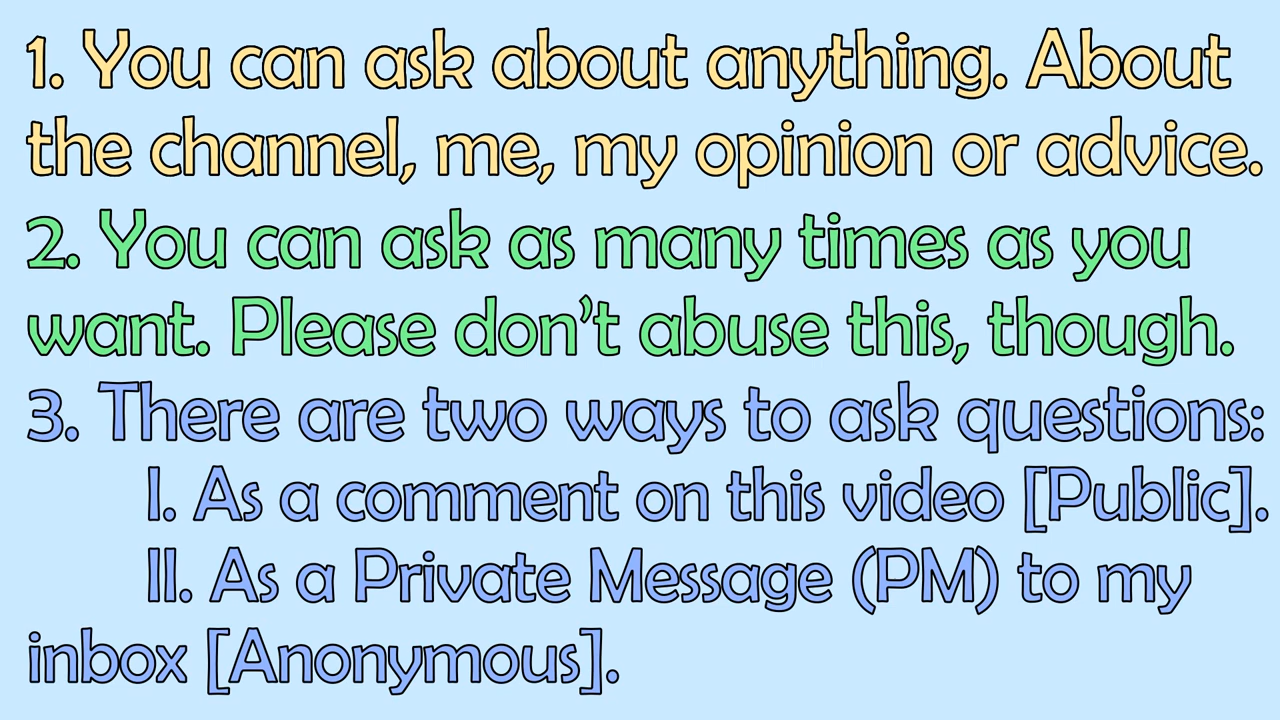 1. You can ask about anything. About
the channel, me, my opinion or advice.
2. You can ask as many times as you
want. Please don’t abuse this, though.
3. There are two ways to ask questions:
I. As a comment on this video [Public].
II. As a Private Message (PM) to my
inbox [Anonymous].